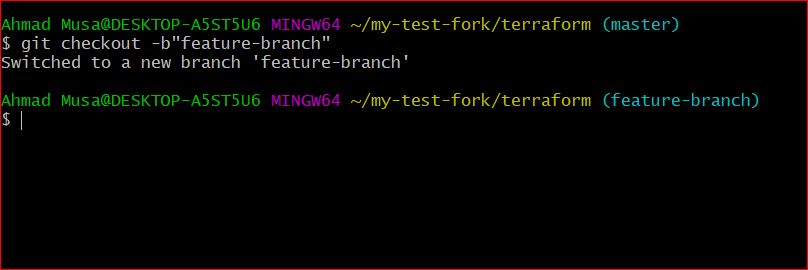 Ahmad Musa@DESKTOP-A5ST5U6 MINGW64 ~/my-test-fork/terraform (master)
$ git checkout -b"feature-branch"
Switched to a new branch 'feature-branch'
Ahmad Musa@DESKTOP-A5ST5U6 MINGW64 ~/my-test-fork/terraform (feature-branch)
$